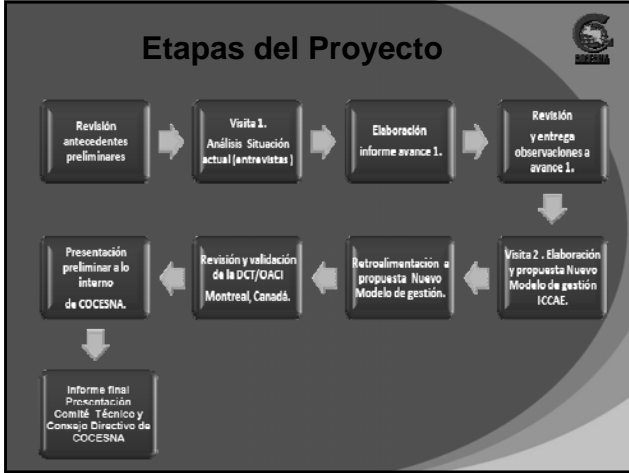 Etapas del Proyecto
COCESNA
Revisión
antecedentes
preliminares
Visita 1.
Análisis Situación
actual (entrevistas )
Elaboración
informe avance 1.
Revisión
y entrega
observaciones a
avance 1.
Visita 2 . Elaboración
y propuesta Nuevo
Modelo de gestión
ICCAE.
Retroalimentación a
propuesta Nuevo
Modelo de gestión.
Revisión y validación
de la DCT/OACI
Montreal, Canadá.
Presentación
preliminar a lo
interno
de COCESNA.
Informe final
Presentación
Comité Técnico y
Consejo Directivo de
COCESNA